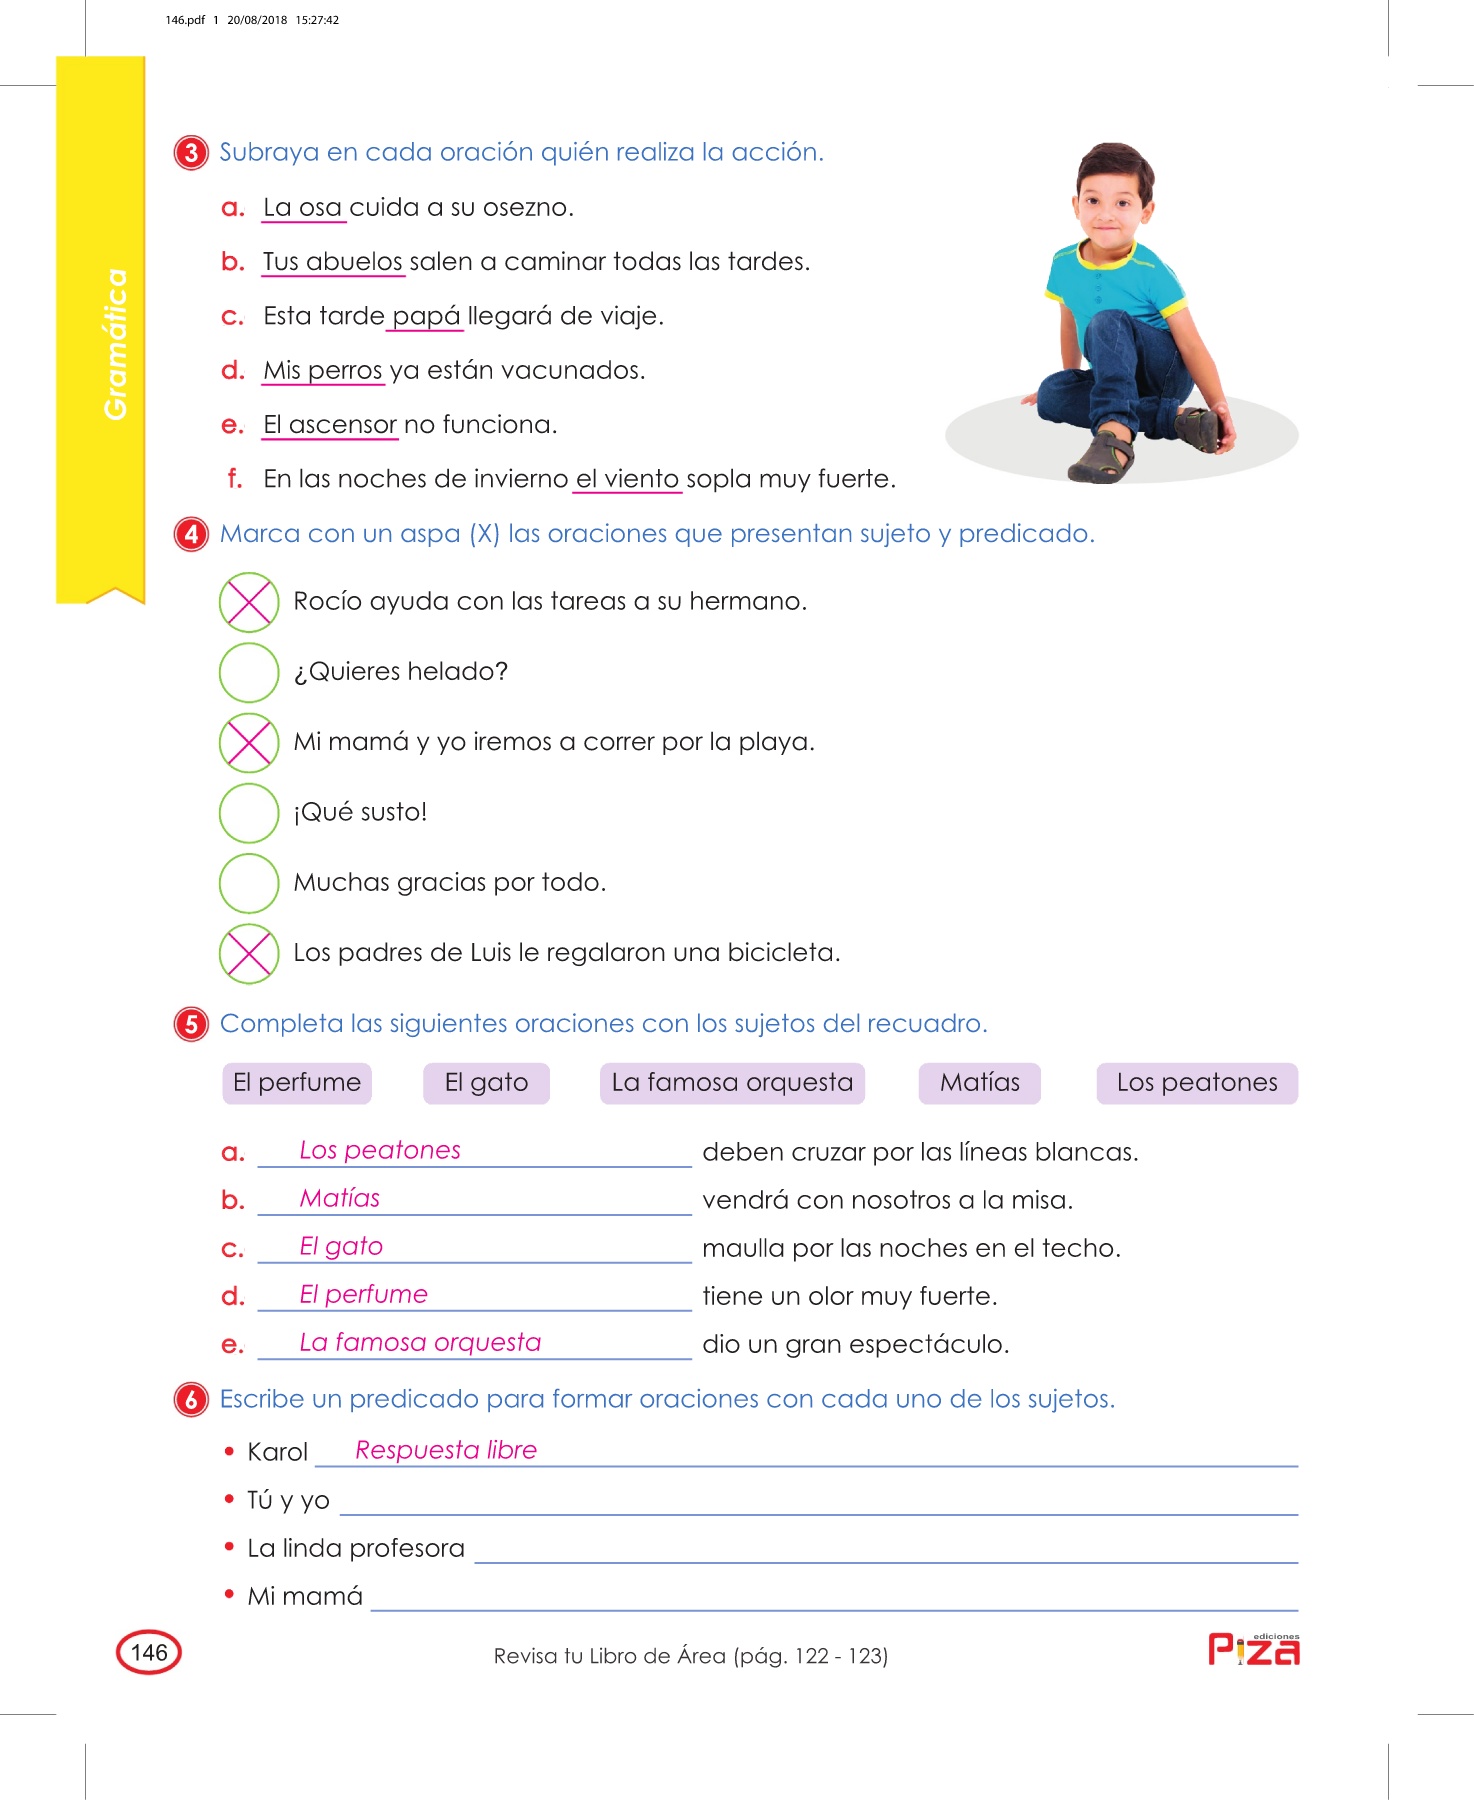 146.pdf 1 20/08/2018 15:27:42
Gramática
3 Subraya en cada oración quién realiza la acción.
a. La osa cuida a su osezno.
b. Tus abuelos salen a caminar todas las tardes.
c. Esta tarde papá llegará de viaje.
d. Mis perros ya están vacunados.
e. El ascensor no funciona.
f. En las noches de invierno el viento sopla muy fuerte.
4 Marca con un aspa (X) las oraciones que presentan sujeto y predicado.
Rocío ayuda con las tareas a su hermano.
¿Quieres helado?
Mi mamá y yo iremos a correr por la playa.
¡Qué susto!
Muchas gracias por todo.
Los padres de Luis le regalaron una bicicleta.
5 Completa las siguientes oraciones con los sujetos del recuadro.
El perfume El gato La famosa orquesta Matías Los peatones
a. Los peatones deben cruzar por las líneas blancas.
b. Matías vendrá con nosotros a la misa.
c. El gato maulla por las noches en el techo.
d. El perfume tiene un olor muy fuerte.
e. La famosa orquesta dio un gran espectáculo.
6 Escribe un predicado para formar oraciones con cada uno de los sujetos.
• Karol Respuesta libre
• Tú y yo
• La linda profesora
• Mi mamá
146 Revisa tu Libro de Área (pág. 122 - 123)
ediciones
Piza